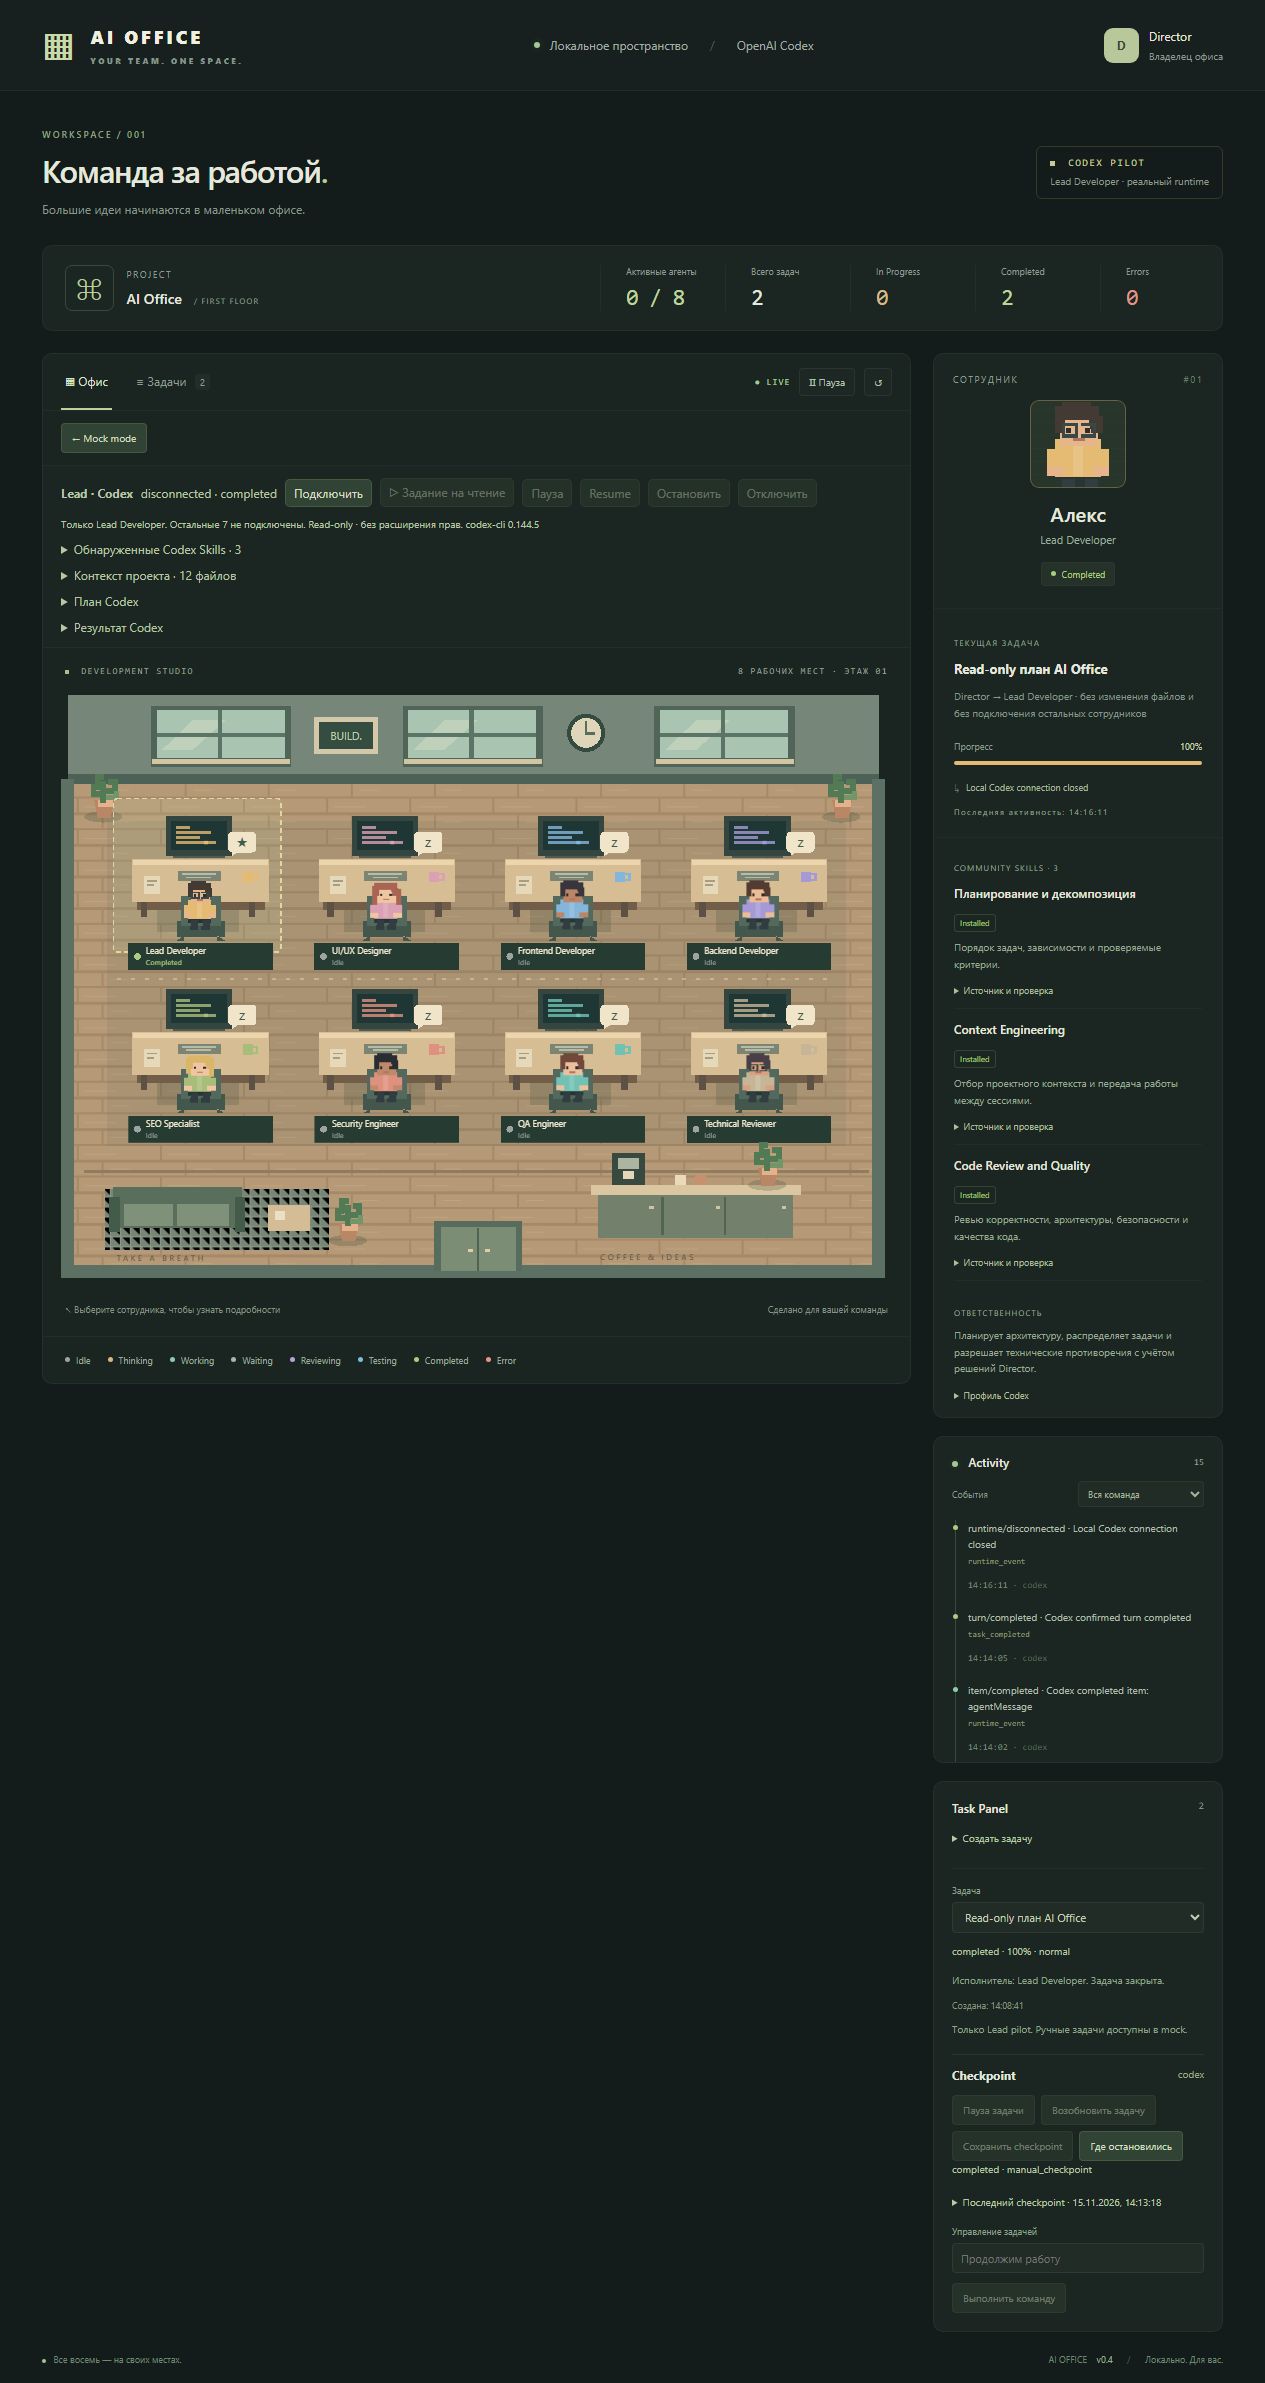 AI OFFICE
YOUR TEAM. ONE SPACE.
Локальное пространство / OpenAI Codex
D
Director
Владелец офиса
WORKSPACE / 001
Команда за работой.
Большие идеи начинаются в маленьком офисе.
CODEX PILOT
Lead Developer · реальный runtime
⌘
PROJECT
AI Office / FIRST FLOOR
Активные агенты
0 / 8
Всего задач
2
In Progress
0
Completed
2
Errors
0
▦ Офис
≡ Задачи 2
● LIVE
Ⅱ Пауза
↺
← Mock mode
Lead · Codex disconnected · completed
Подключить
▷ Задание на чтение
Пауза
Resume
Остановить
Отключить
Только Lead Developer. Остальные 7 не подключены. Read-only · без расширения прав. codex-cli 0.144.5
▶ Обнаруженные Codex Skills · 3
▶ Контекст проекта · 12 файлов
▶ План Codex
▶ Результат Codex
DEVELOPMENT STUDIO
8 РАБОЧИХ МЕСТ · ЭТАЖ 01
BUILD.
★
z
z
z
Lead Developer
Completed
UI/UX Designer
Idle
Frontend Developer
Idle
Backend Developer
Idle
z
z
z
z
SEO Specialist
Idle
Security Engineer
Idle
QA Engineer
Idle
Technical Reviewer
Idle
TAKE A BREATH
COFFEE & IDEAS
↖ Выберите сотрудника, чтобы узнать подробности
Сделано для вашей команды
Idle
Thinking
Working
Waiting
Reviewing
Testing
Completed
Error
СОТРУДНИК
#01
Алекс
Lead Developer
Completed
ТЕКУЩАЯ ЗАДАЧА
Read-only план AI Office
Director → Lead Developer · без изменения файлов и
без подключения остальных сотрудников
Прогресс
100%
↳ Local Codex connection closed
Последняя активность: 14:16:11
COMMUNITY SKILLS · 3
Планирование и декомпозиция
Installed
Порядок задач, зависимости и проверяемые
критерии.
▶ Источник и проверка
Context Engineering
Installed
Отбор проектного контекста и передача работы
между сессиями.
▶ Источник и проверка
Code Review and Quality
Installed
Ревью корректности, архитектуры, безопасности и
качества кода.
▶ Источник и проверка
ОТВЕТСТВЕННОСТЬ
Планирует архитектуру, распределяет задачи и
разрешает технические противоречия с учётом
решений Director.
▶ Профиль Codex
Activity
15
События
Вся команда
runtime/disconnected · Local Codex connection
closed
runtime_event
14:16:11 · codex
turn/completed · Codex confirmed turn completed
task_completed
14:14:05 · codex
item/completed · Codex completed item:
agentMessage
runtime_event
14:14:02 · codex
Task Panel
2
▶ Создать задачу
Задача
Read-only план AI Office
completed · 100% · normal
Исполнитель: Lead Developer. Задача закрыта.
Создана: 14:08:41
Только Lead pilot. Ручные задачи доступны в mock.
Checkpoint
codex
Пауза задачи
Возобновить задачу
Сохранить checkpoint
Где остановились
completed · manual_checkpoint
▶ Последний checkpoint · 15.11.2026, 14:13:18
Управление задачей
Продолжим работу
Выполнить команду
Все восемь — на своих местах.
AI OFFICE v0.4 / Локально. Для вас.